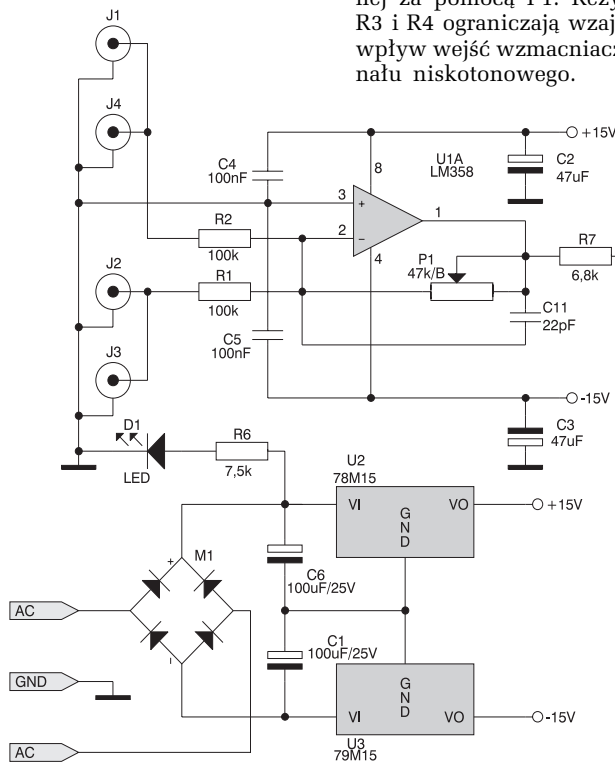 nej za pomocą P1. Rezy
R3 i R4 ograniczają wzaj
wpływ wejść wzmacniacz
nału niskotonowego.
J1
J4
J2
J3
C4
100nF
R2
100k
R1
100k
C5
100nF
3
+
2
−
8
1
4
U1A
LM358
P1
47k/B
C11
22pF
R7
6,8k
C2
47uF
+15V
-15V
C3
47uF
D1
LED
R6
7,5k
U2
78M15
VI
GND
VO
+15V
M1
+
-
C6
100uF/25V
C1
100uF/25V
GND
VI
VO
-15V
U3
79M15
AC
GND
AC